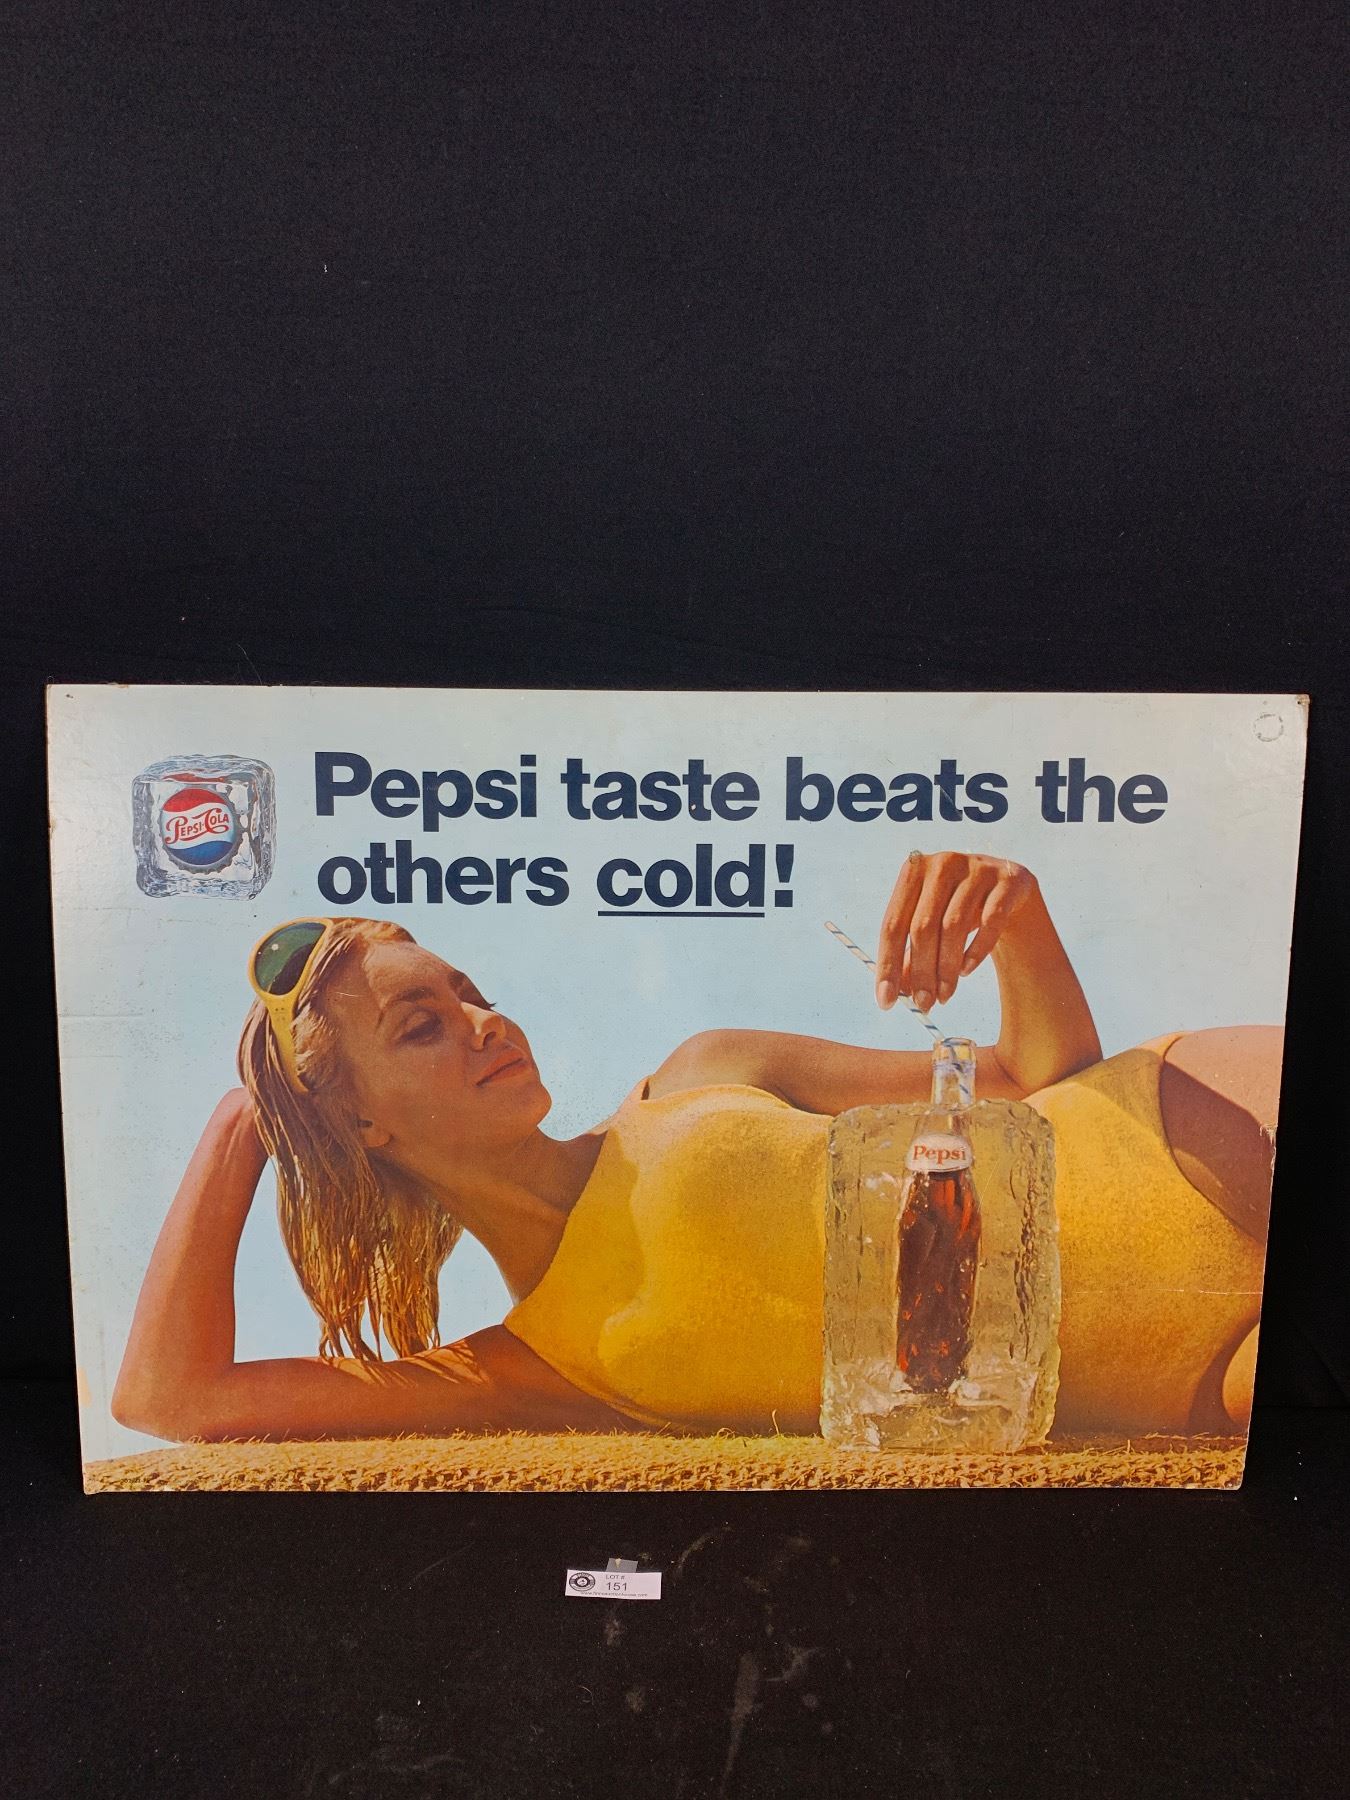 Pepsi taste beats the
others cold!
PEPSI-COLA
Pepsi
LOT #
151